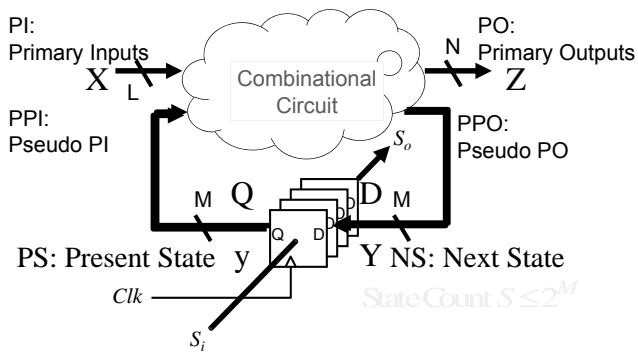 PI:
Primary Inputs
X
L
PPI:
Pseudo PI
Combinational
Circuit
N
PO:
Primary Outputs
Z
PPO:
Pseudo PO
So
M
Q
D
M
Q
D
D
D
D
PS: Present State
y
Y
NS: Next State
Clk
Si
State Count S ≤ 2^M